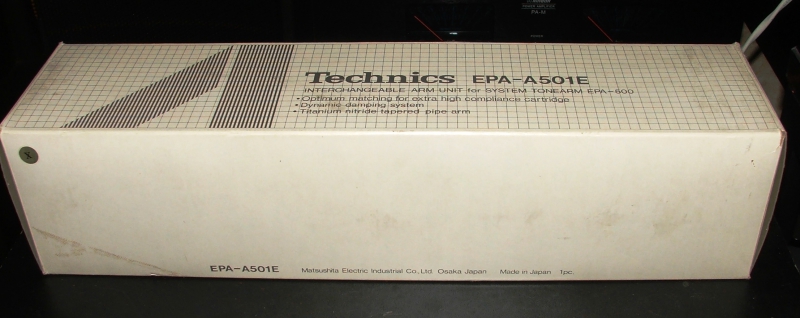 Technics EPA-A501E
INTERCHANGEABLE ARM UNIT for SYSTEM TONEARM EPA-500
• Optimum matching for extra high compliance cartridge
• Dynamic damping system
• Titanium nitride tapered pipe arm
EPA-A501E Matsushita Electric Industrial Co., Ltd. Osaka Japan Made in Japan 1pc.